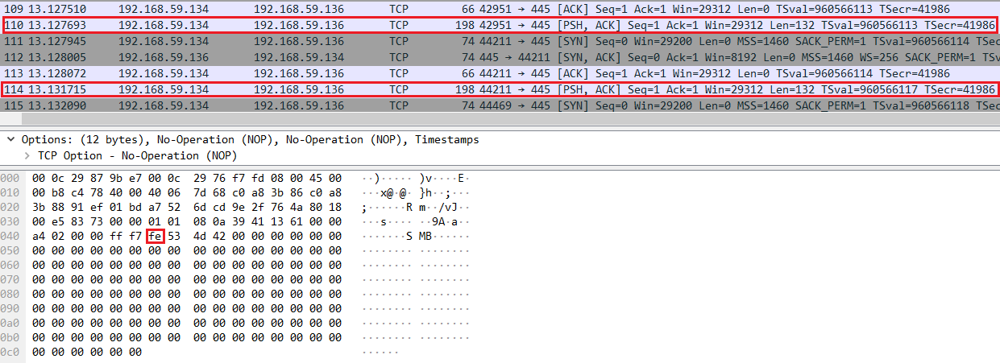 109 13.127510 192.168.59.134 192.168.59.136 TCP 66 42951 → 445 [ACK] Seq=1 Ack=1 Win=29312 Len=0 TSval=960566113 TSecr=41986
110 13.127693 192.168.59.134 192.168.59.136 TCP 198 42951 → 445 [PSH, ACK] Seq=1 Ack=1 Win=29312 Len=132 TSval=960566113 TSecr=41986
111 13.127945 192.168.59.134 192.168.59.136 TCP 74 44211 → 445 [SYN] Seq=0 Win=29200 Len=0 MSS=1460 SACK_PERM=1 TSval=960566114 TSecr
112 13.128005 192.168.59.136 192.168.59.134 TCP 74 445 → 44211 [SYN, ACK] Seq=0 Ack=1 Win=8192 Len=0 MSS=1460 WS=256 SACK_PERM=1 TSv
113 13.128072 192.168.59.134 192.168.59.136 TCP 66 44211 → 445 [ACK] Seq=1 Ack=1 Win=29312 Len=0 TSval=960566114 TSecr=41986
114 13.131715 192.168.59.134 192.168.59.136 TCP 198 44211 → 445 [PSH, ACK] Seq=1 Ack=1 Win=29312 Len=132 TSval=960566117 TSecr=41986
115 13.132090 192.168.59.134 192.168.59.136 TCP 74 44469 → 445 [SYN] Seq=0 Win=29200 Len=0 MSS=1460 SACK_PERM=1 TSval=960566118 TSecr
Options: (12 bytes), No-Operation (NOP), No-Operation (NOP), Timestamps
TCP Option - No-Operation (NOP)
000 00 0c 29 87 9b e7 00 0c 29 76 f7 fd 08 00 45 00 ··)····· )v····E·
010 00 b8 c4 78 40 00 40 06 7d 68 c0 a8 3b 86 c0 a8 ···x@·@· }h··;···
020 3b 88 91 ef 01 bd a7 52 6d cd 9e 2f 76 4a 80 18 ;······R m··/vJ··
030 00 e5 83 73 00 00 01 01 08 0a 39 41 13 61 00 00 ···s···· ··9A·a··
040 a4 02 00 00 ff f7 fe 53 4d 42 00 00 00 00 00 00 ·······S MB······
050 00 00 00 00 00 00 00 00 00 00 00 00 00 00 00 00 ········ ········
060 00 00 00 00 00 00 00 00 00 00 00 00 00 00 00 00 ········ ········
070 00 00 00 00 00 00 00 00 00 00 00 00 00 00 00 00 ········ ········
080 00 00 00 00 00 00 00 00 00 00 00 00 00 00 00 00 ········ ········
090 00 00 00 00 00 00 00 00 00 00 00 00 00 00 00 00 ········ ········
0a0 00 00 00 00 00 00 00 00 00 00 00 00 00 00 00 00 ········ ········
0b0 00 00 00 00 00 00 00 00 00 00 00 00 00 00 00 00 ········ ········
0c0 00 00 00 00 00 00 ······